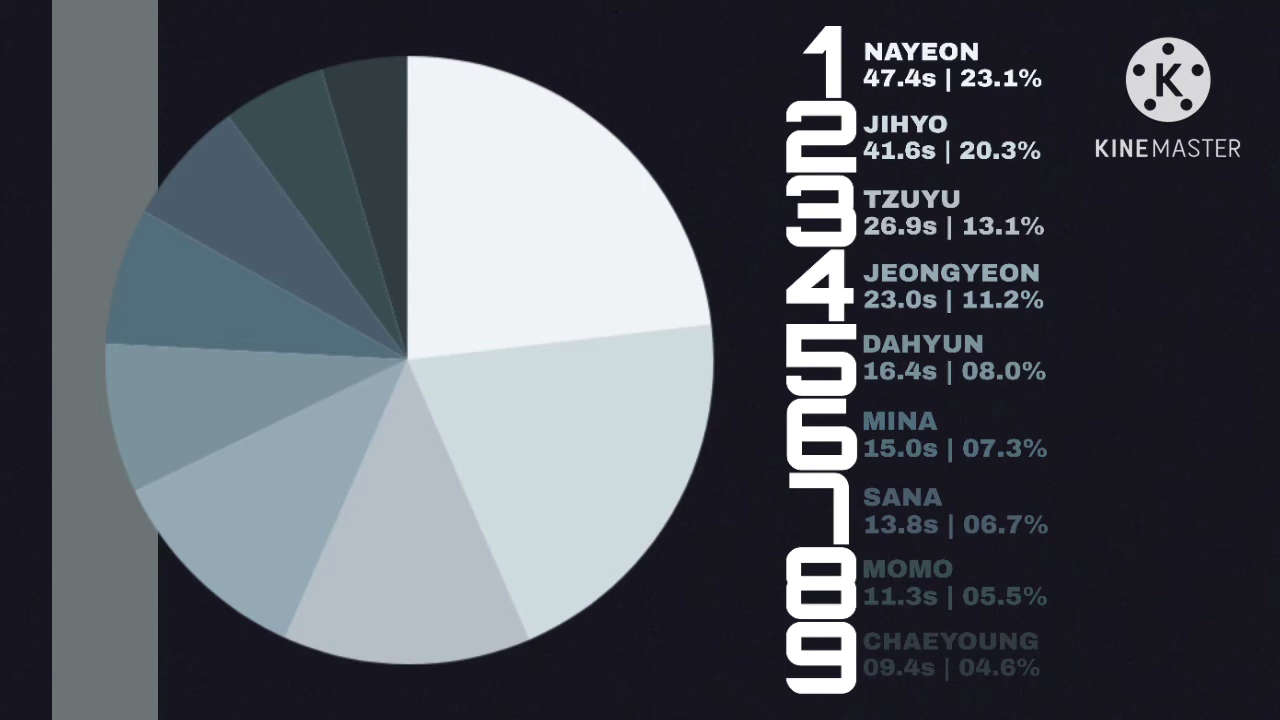 1
NAYEON
47.4s | 23.1%
2
JIHYO
41.6s | 20.3%
3
TZUYU
26.9s | 13.1%
4
JEONGYEON
23.0s | 11.2%
5
DAHYUN
16.4s | 08.0%
6
MINA
15.0s | 07.3%
7
SANA
13.8s | 06.7%
8
MOMO
11.3s | 05.5%
9
CHAEYOUNG
09.4s | 04.6%
K
KINEMASTER